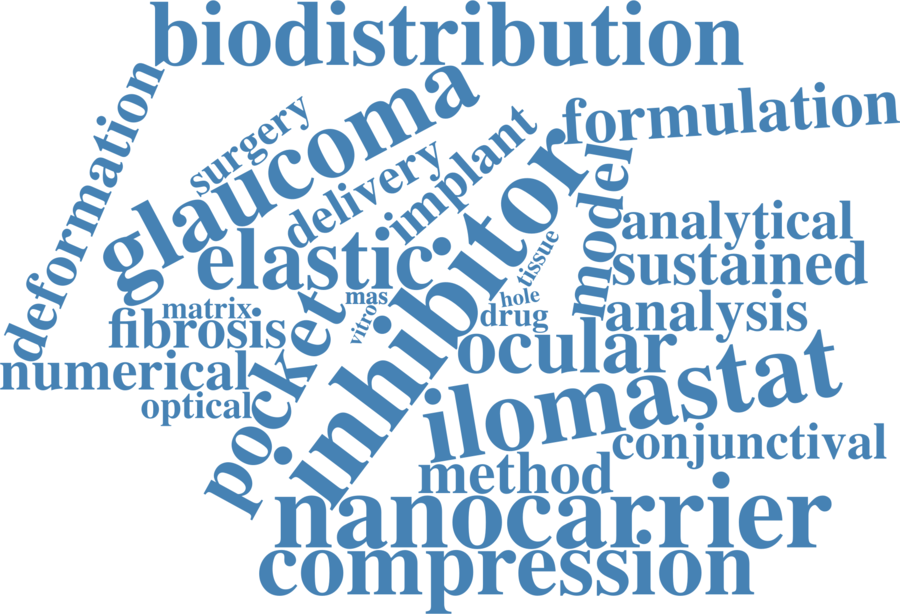 biodistribution
deformation
surgery
glaucoma
formulation
delivery
implant
inhibitor
model
analytical
elastic
tissue
sustained
mas
hole
matrix
vitro
drug
analysis
fibrosis
pocket
ocular
numerical
optical
ilomastat
conjunctival
method
nanocarrier
compression